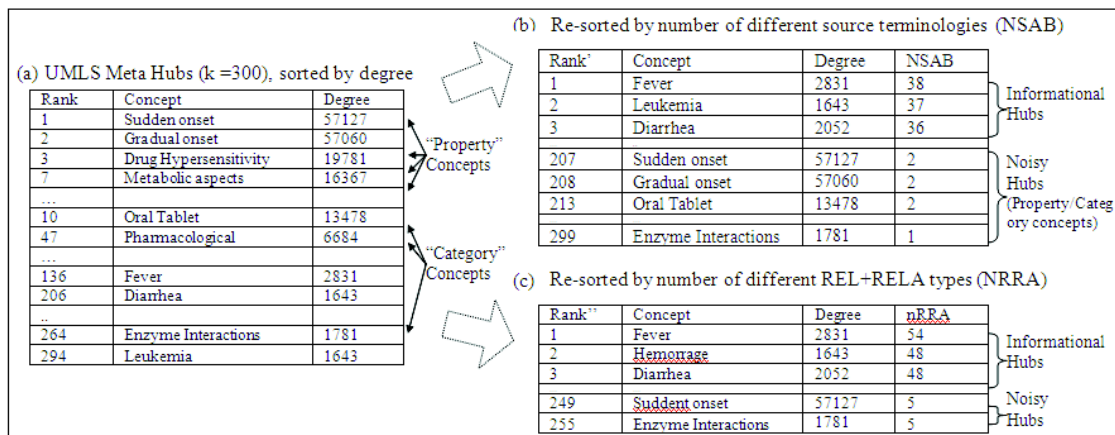 (a) UMLS Meta Hubs (k =300), sorted by degree
Rank Concept Degree
1 Sudden onset 57127
2 Gradual onset 57060
3 Drug Hypersensitivity 19781
7 Metabolic aspects 16367
...
10 Oral Tablet 13478
47 Pharmacological 6684
...
136 Fever 2831
206 Diarrhea 1643
..
264 Enzyme Interactions 1781
294 Leukemia 1643
"Property"
Concepts
"Category"
Concepts
(b) Re-sorted by number of different source terminologies (NSAB)
Rank' Concept Degree NSAB
1 Fever 2831 38
2 Leukemia 1643 37
3 Diarrhea 2052 36
207 Sudden onset 57127 2
208 Gradual onset 57060 2
213 Oral Tablet 13478 2
299 Enzyme Interactions 1781 1
Informational
Hubs
Noisy
Hubs
(Property/Categ
ory concepts)
(c) Re-sorted by number of different REL+RELA types (NRRA)
Rank'' Concept Degree nRRA
1 Fever 2831 54
2 Hemorrage 1643 48
3 Diarrhea 2052 48
249 Suddent onset 57127 5
255 Enzyme Interactions 1781 5
Informational
Hubs
Noisy
Hubs